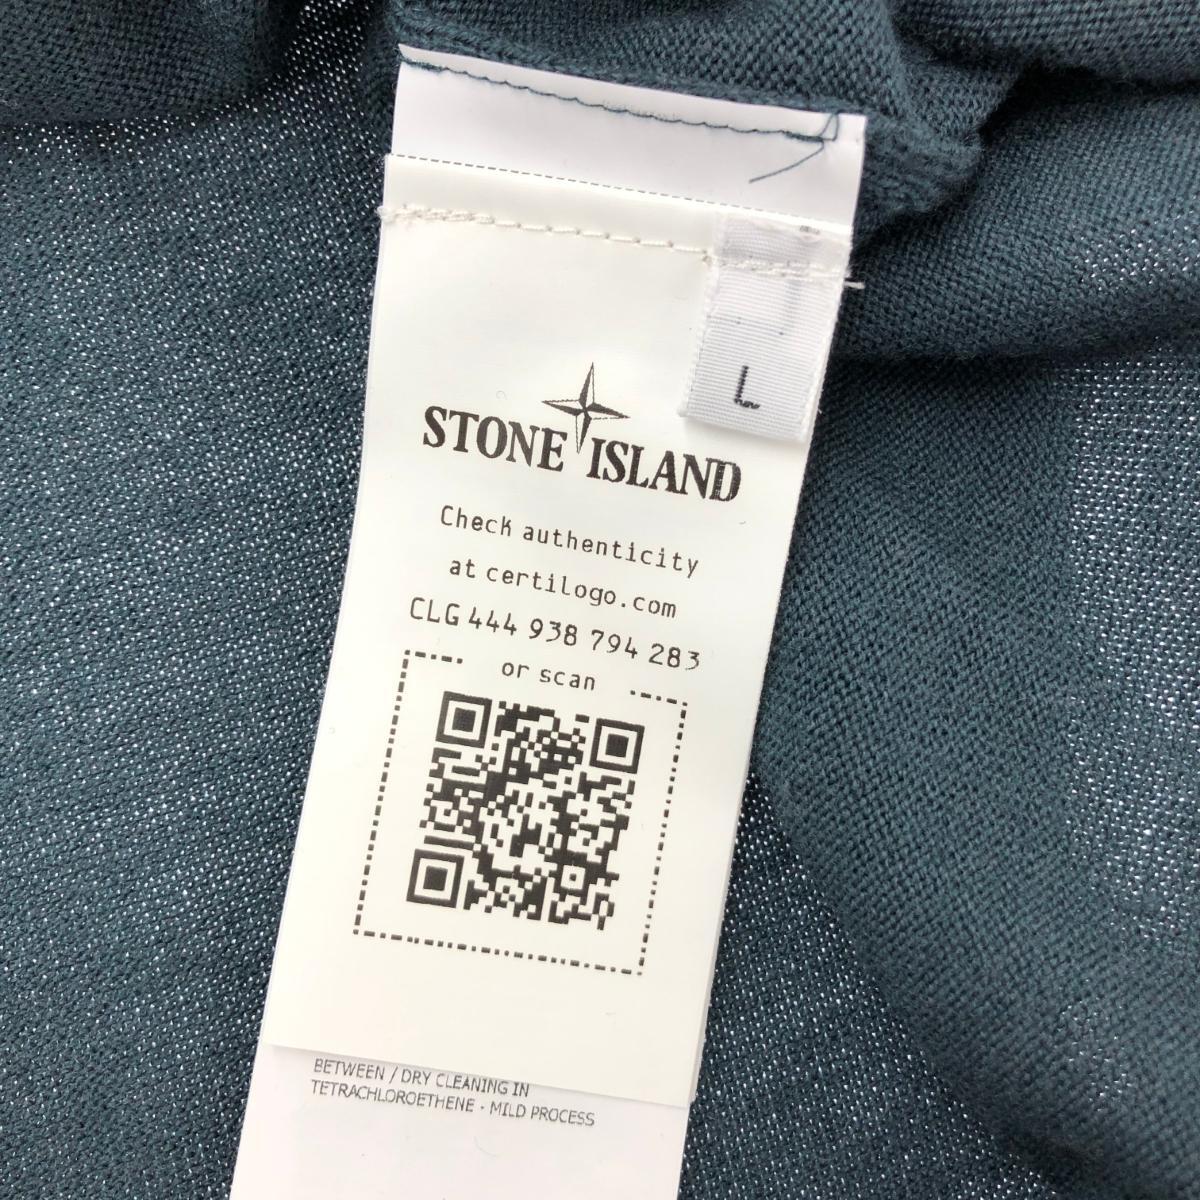 L
STONE ISLAND
Check authenticity
at certilogo.com
CLG 444 938 794 283
or scan
BETWEEN / DRY CLEANING IN
TETRACHLOROETHENE - MILD PROCESS